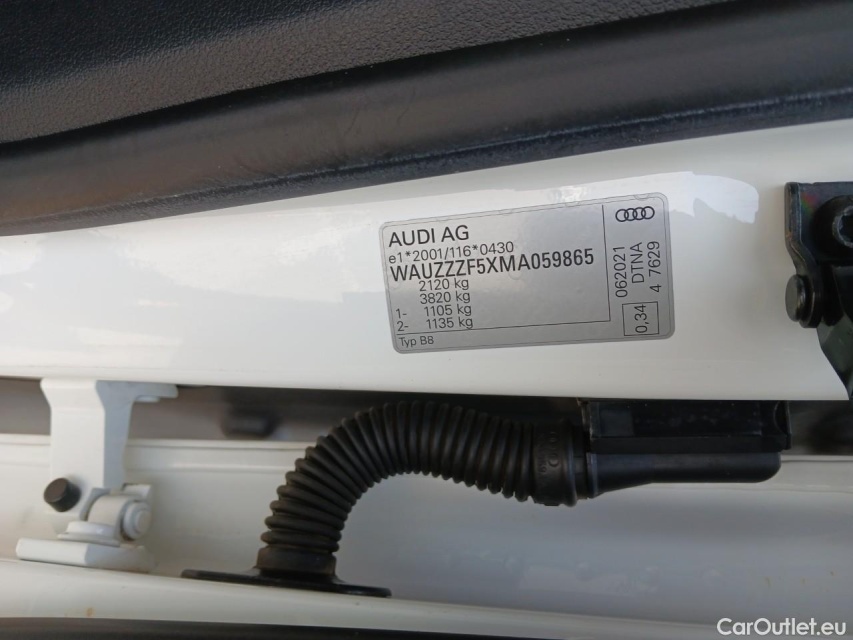 AUDI AG
e1*2001/116*0430
WAUZZZF5XMA059865
2120 kg
3820 kg
1- 1105 kg
2- 1135 kg
Typ B8
062021
DTNA
4 7629
0,34
CarOutlet.eu